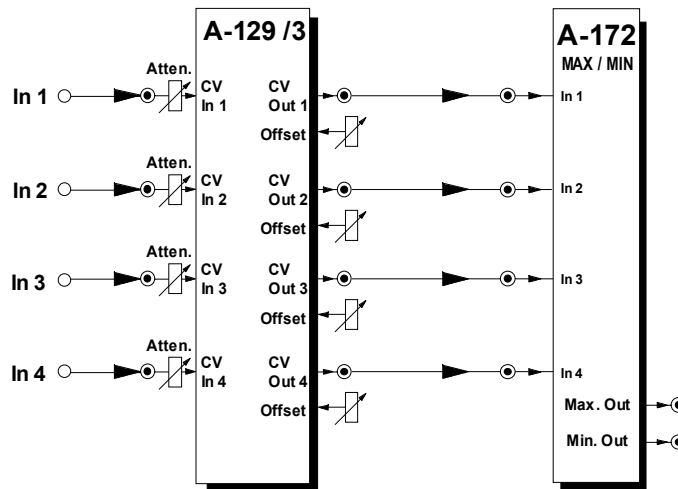 A-129 /3
A-172
MAX / MIN
Atten.
In 1
CV
In 1
CV
Out 1
In 1
Offset
Atten.
In 2
CV
In 2
CV
Out 2
In 2
Offset
Atten.
In 3
CV
In 3
CV
Out 3
In 3
Offset
Atten.
In 4
CV
In 4
CV
Out 4
In 4
Offset
Max. Out
Min. Out